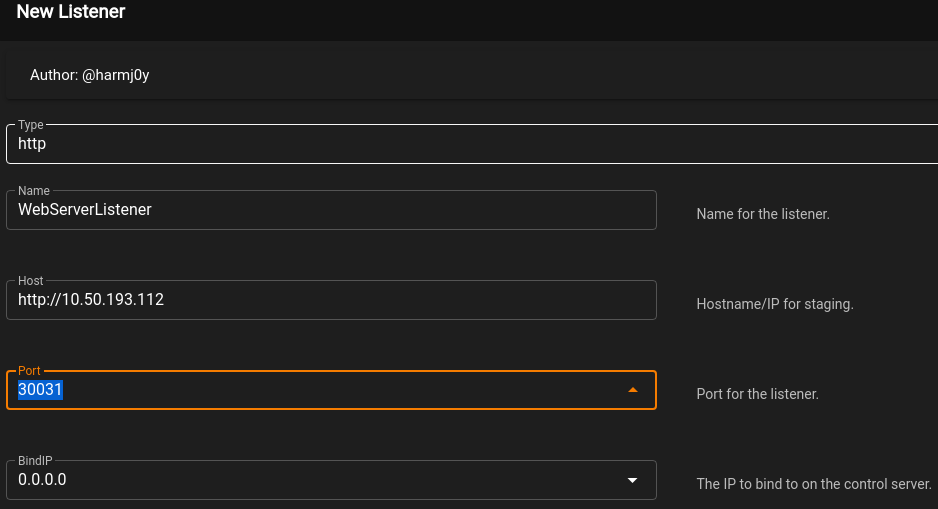 New Listener
Author: @harmj0y
Type
http
Name
WebServerListener
Name for the listener.
Host
http://10.50.193.112
Hostname/IP for staging.
Port
30031
Port for the listener.
BindIP
0.0.0.0
The IP to bind to on the control server.